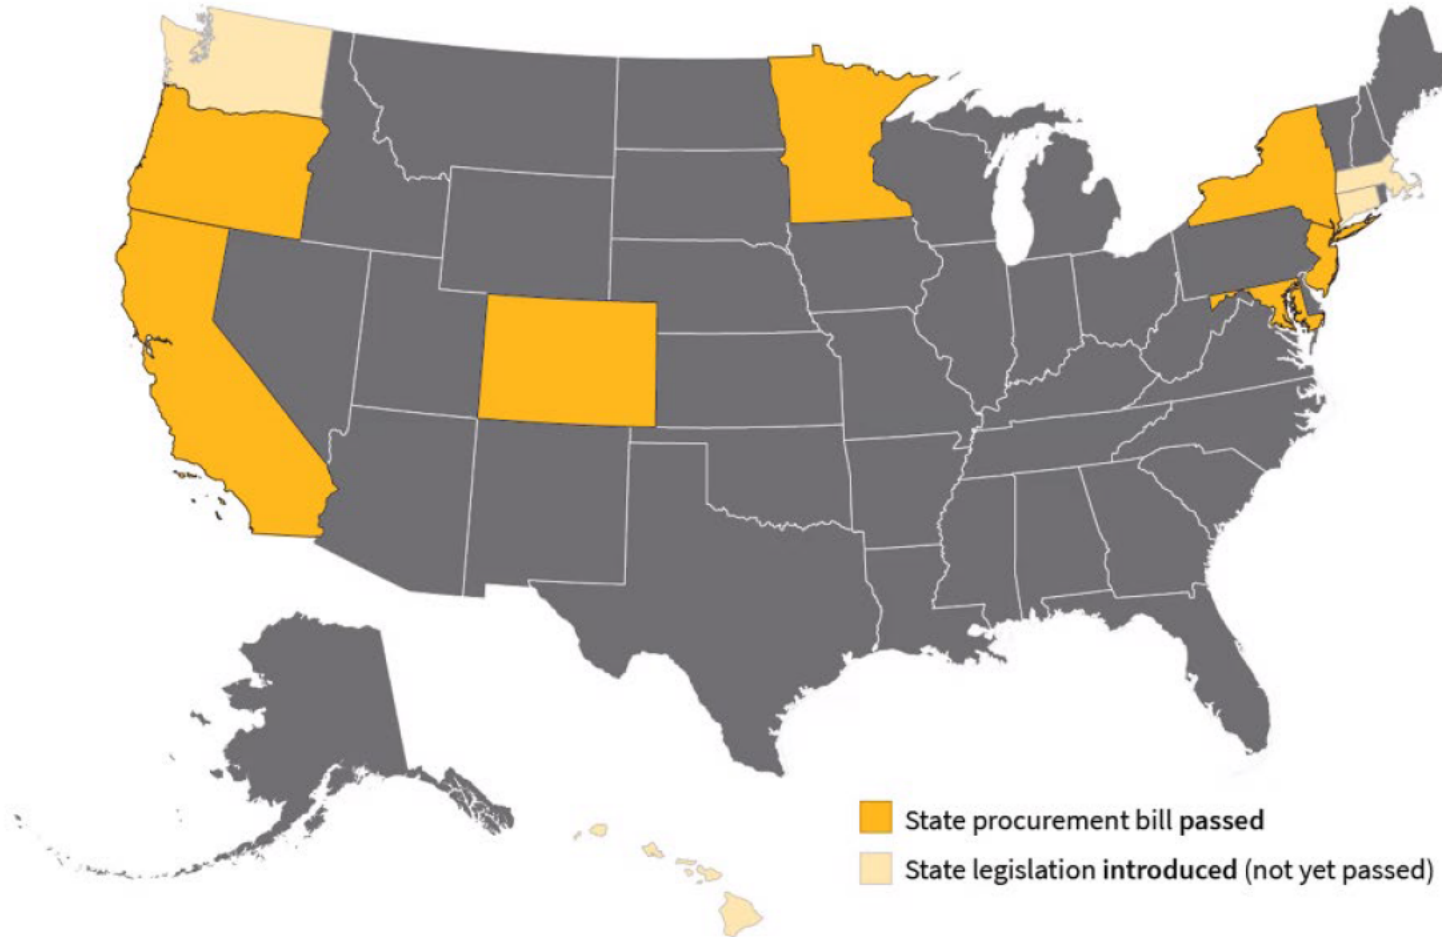 State procurement bill passed
State legislation introduced (not yet passed)